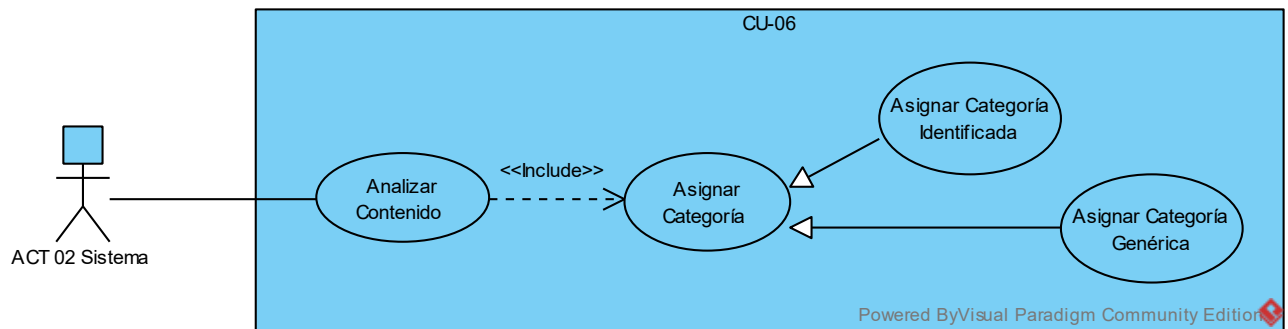 CU-06
Asignar Categoría
Identificada
<<Include>>
Analizar
Contenido
Asignar
Categoría
Asignar Categoría
Genérica
ACT 02 Sistema
Powered ByVisual Paradigm Community Edition